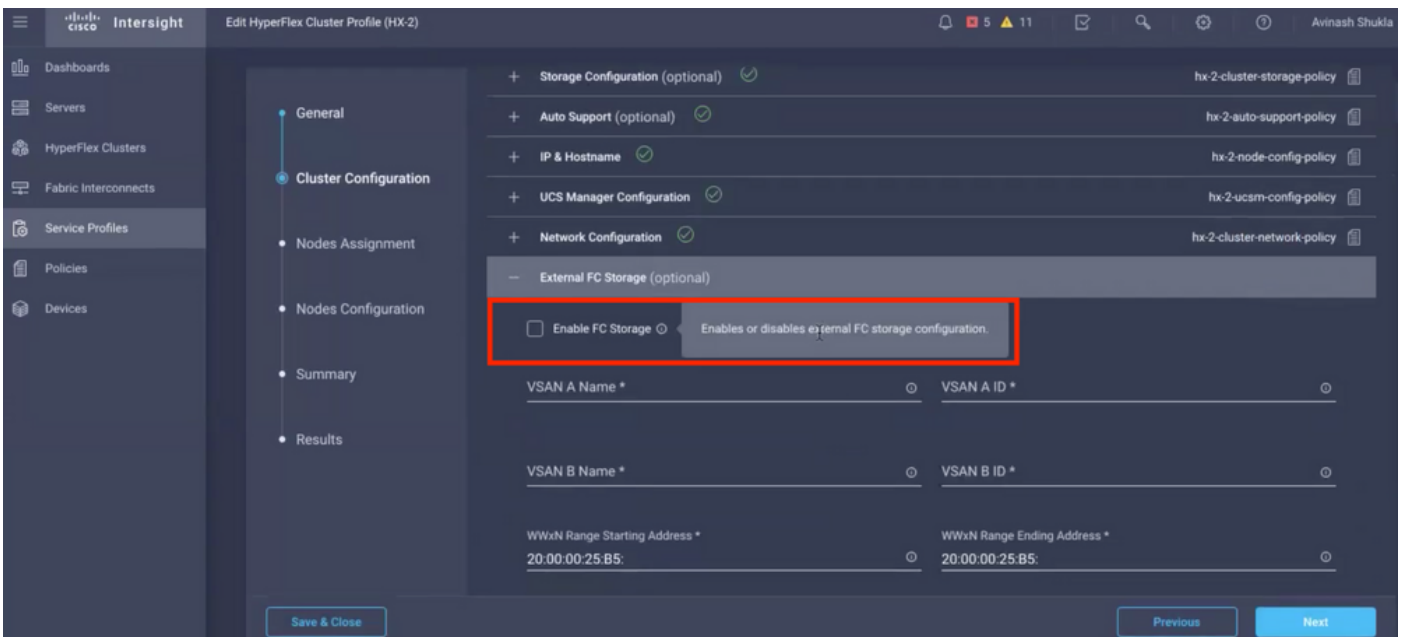 cisco Intersight
Edit HyperFlex Cluster Profile (HX-2)
5 11
Avinash Shukla
Dashboards
Servers
HyperFlex Clusters
Fabric Interconnects
Service Profiles
Policies
Devices
General
Cluster Configuration
Nodes Assignment
Nodes Configuration
Summary
Results
+ Storage Configuration (optional) hx-2-cluster-storage-policy
+ Auto Support (optional) hx-2-auto-support-policy
+ IP & Hostname hx-2-node-config-policy
+ UCS Manager Configuration hx-2-ucsm-config-policy
+ Network Configuration hx-2-cluster-network-policy
− External FC Storage (optional)
Enable FC Storage Enables or disables external FC storage configuration.
VSAN A Name * VSAN A ID *
VSAN B Name * VSAN B ID *
WWxN Range Starting Address * WWxN Range Ending Address *
20:00:00:25:B5: 20:00:00:25:B5:
Save & Close Previous Next